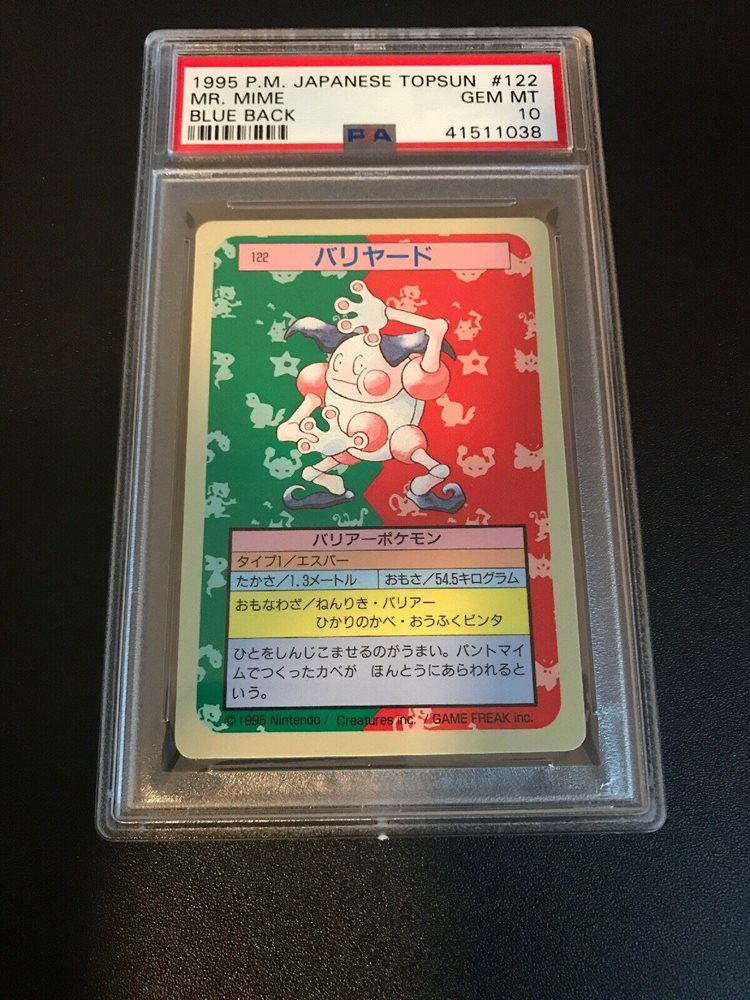 1995 P.M. JAPANESE TOPSUN #122
MR. MIME GEM MT
BLUE BACK 10
PSA 41511038
122 バリヤード
バリアーポケモン
タイプ1/エスパー
たかさ/1.3メートル おもさ/54.5キログラム
おもなわざ/ねんりき・バリアー
ひかりのかべ・おうふくビンタ
ひとをしんじこませるのがうまい。パントマイ
ムでつくったカベが ほんとうにあらわれると
いう。
© 1995 Nintendo / Creatures inc. / GAME FREAK inc.